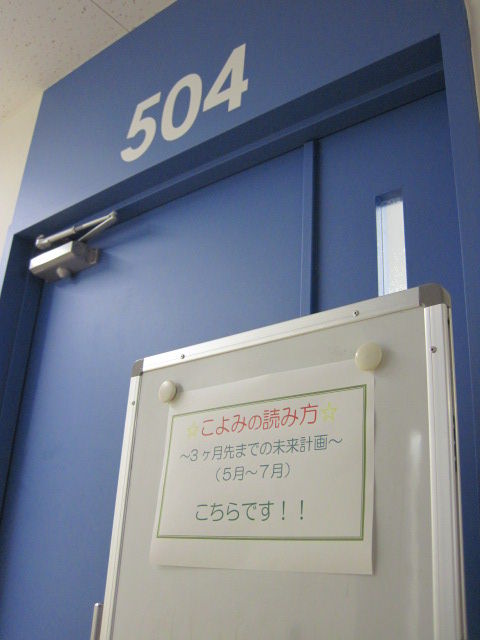 504
☆こよみの読み方☆
～3ヶ月先までの未来計画～
（5月～7月）
こちらです！！